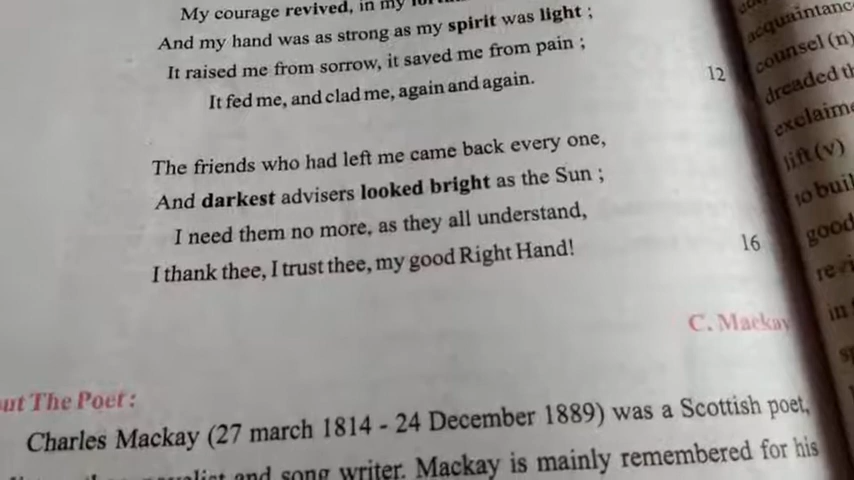 My courage revived, in my
And my hand was as strong as my spirit was light ;
It raised me from sorrow, it saved me from pain ;
It fed me, and clad me, again and again.
12
The friends who had left me came back every one,
And darkest advisers looked bright as the Sun ;
I need them no more, as they all understand,
I thank thee, I trust thee, my good Right Hand!
16
C. Mackay
ut The Poet :
Charles Mackay (27 march 1814 - 24 December 1889) was a Scottish poet,
and song writer. Mackay is mainly remembered for his
acquaintanc
counsel (n)
dreaded th
exclaim
lift (v)
to buil
good
in